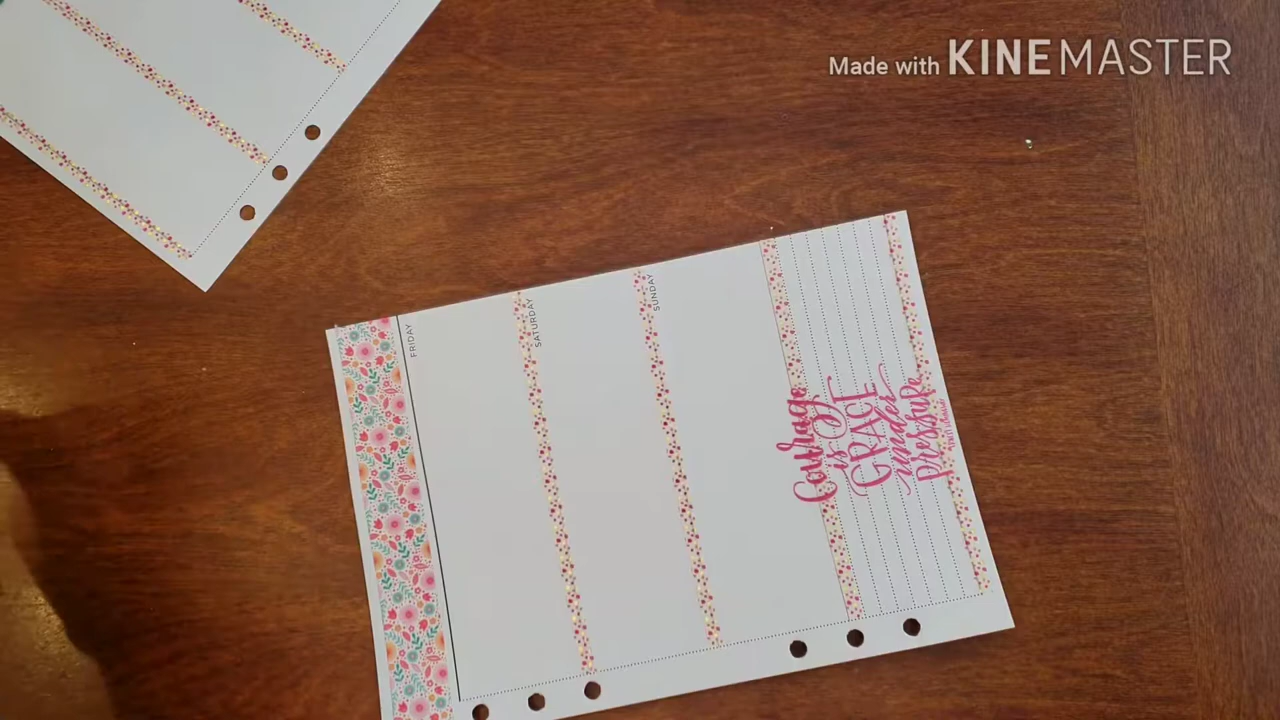 Made with KINEMASTER
FRIDAY
SATURDAY
SUNDAY
Courage
is
GRACE
under
pressure